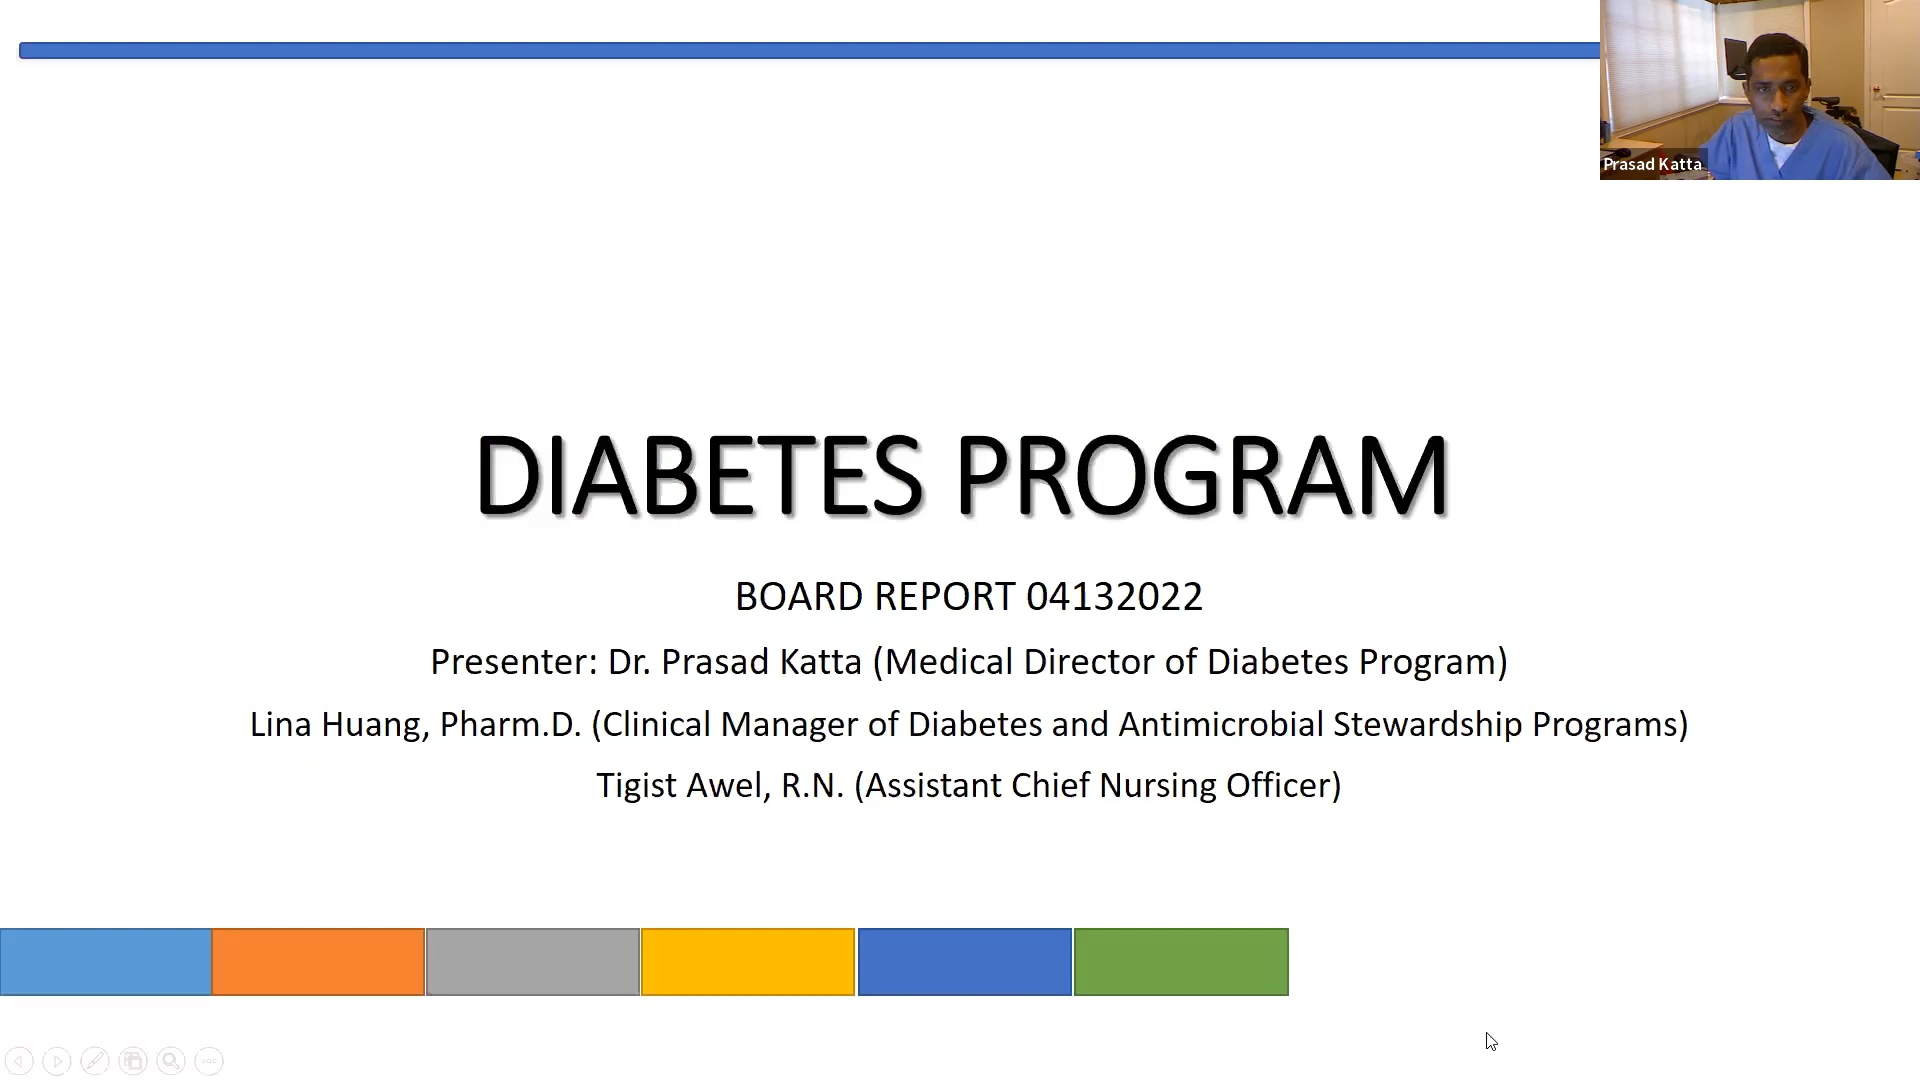 Prasad Katta
DIABETES PROGRAM
BOARD REPORT 04132022
Presenter: Dr. Prasad Katta (Medical Director of Diabetes Program)
Lina Huang, Pharm.D. (Clinical Manager of Diabetes and Antimicrobial Stewardship Programs)
Tigist Awel, R.N. (Assistant Chief Nursing Officer)